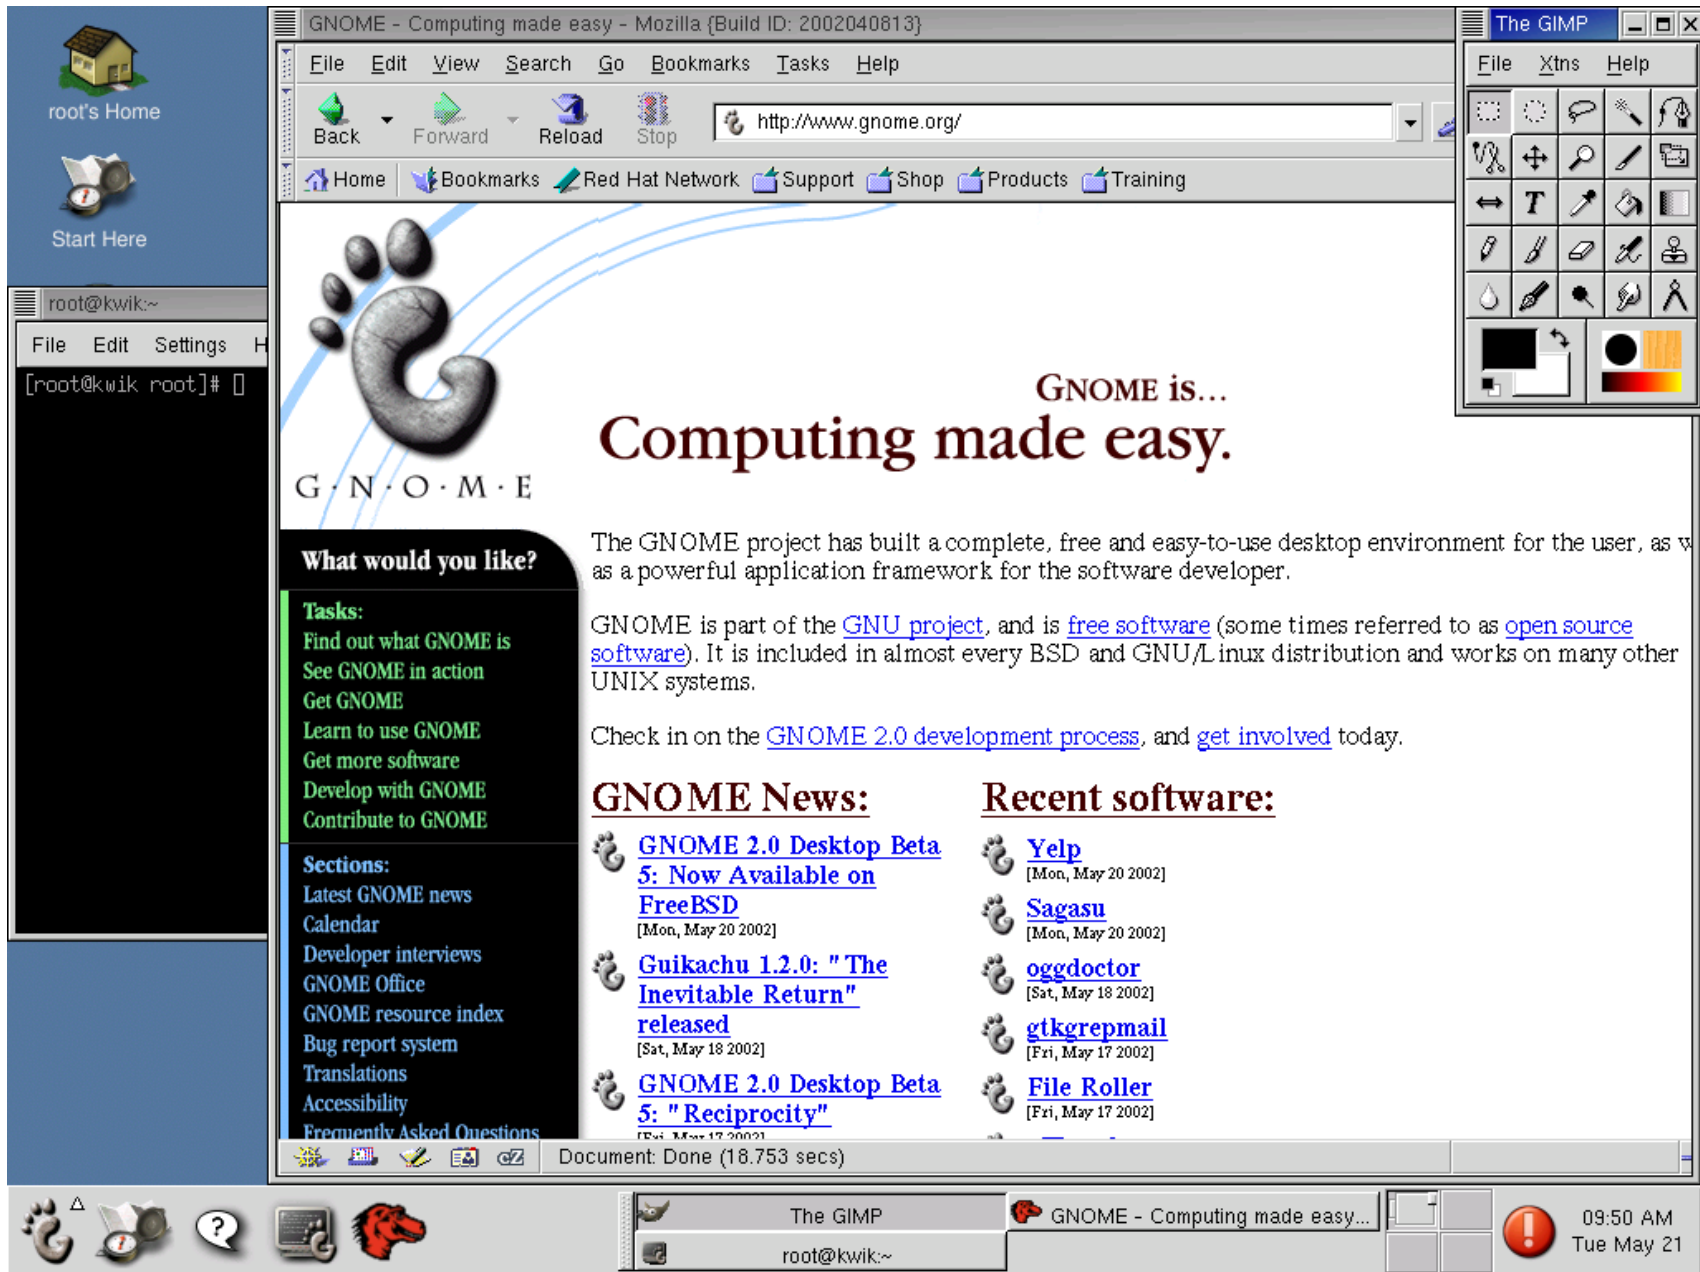 root's Home
Start Here
root@kwik:~
File Edit Settings H
[root@kwik root]#
GNOME - Computing made easy - Mozilla {Build ID: 2002040813}
File Edit View Search Go Bookmarks Tasks Help
Back Forward Reload Stop http://www.gnome.org/
Home Bookmarks Red Hat Network Support Shop Products Training
The GIMP
File Xtns Help
G·N·O·M·E
GNOME IS...
Computing made easy.
What would you like?
Tasks:
Find out what GNOME is
See GNOME in action
Get GNOME
Learn to use GNOME
Get more software
Develop with GNOME
Contribute to GNOME
Sections:
Latest GNOME news
Calendar
Developer interviews
GNOME Office
GNOME resource index
Bug report system
Translations
Accessibility
Frequently Asked Questions
The GNOME project has built a complete, free and easy-to-use desktop environment for the user, as w
as a powerful application framework for the software developer.
GNOME is part of the GNU project, and is free software (some times referred to as open source
software). It is included in almost every BSD and GNU/Linux distribution and works on many other
UNIX systems.
Check in on the GNOME 2.0 development process, and get involved today.
GNOME News:
GNOME 2.0 Desktop Beta
5: Now Available on
FreeBSD
[Mon, May 20 2002]
Guikachu 1.2.0: "The
Inevitable Return"
released
[Sat, May 18 2002]
GNOME 2.0 Desktop Beta
5: "Reciprocity"
[Fri, May 17 2002]
Recent software:
Yelp
[Mon, May 20 2002]
Sagasu
[Mon, May 20 2002]
oggdoctor
[Sat, May 18 2002]
gtkgrepmail
[Fri, May 17 2002]
File Roller
[Fri, May 17 2002]
Document: Done (18.753 secs)
The GIMP
GNOME - Computing made easy...
root@kwik:~
09:50 AM
Tue May 21